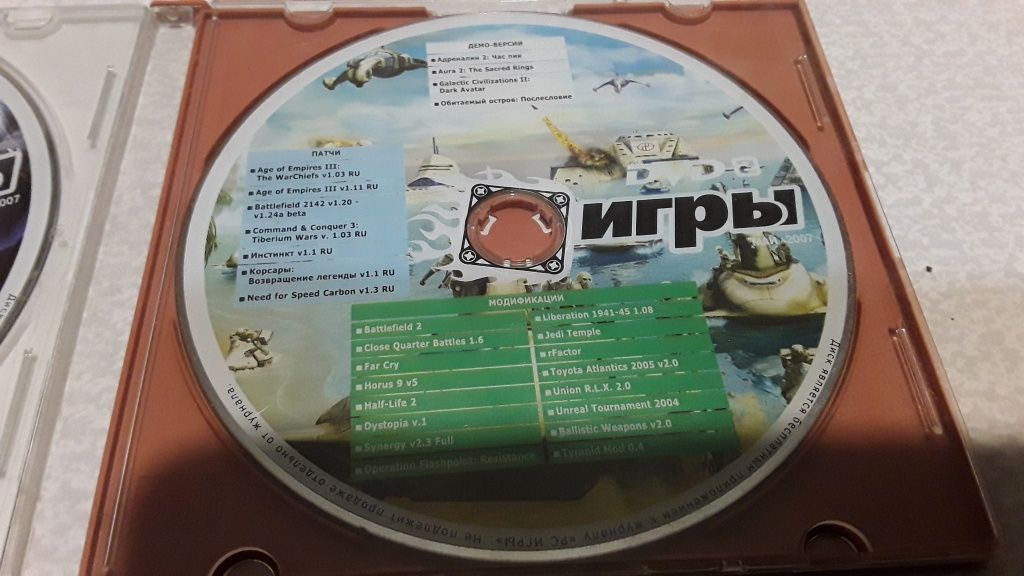 ДЕМО-ВЕРСИИ
Адреналин 2: Час пик
Aura 2: The Sacred Rings
Galactic Civilizations II:
Dark Avatar
Обитаемый остров: Послесловие
ПАТЧИ
Age of Empires III:
The WarChiefs v1.03 RU
Age of Empires III v1.11 RU
Battlefield 2142 v1.20 -
v1.24a beta
Command & Conquer 3:
Tiberium Wars v. 1.03 RU
Инстинкт v1.1 RU
Корсары:
Возвращение легенды v1.1 RU
Need for Speed Carbon v1.3 RU
игры
2007
2007
МОДИФИКАЦИИ
Battlefield 2
Close Quarter Battles 1.6
Far Cry
Horus 9 v5
Half-Life 2
Dystopia v.1
Synergy v2.3 Full
Operation Flashpoint: Resistance
Liberation 1941-45 1.08
Jedi Temple
rFactor
Toyota Atlantics 2005 v2.0
Union R.L.X. 2.0
Unreal Tournament 2004
Ballistic Weapons v2.0
Tyranid Mod 0.4
Диск является бесплатным приложением к журналу «PC ИГРЫ». Не подлежит продаже отдельно от журнала.